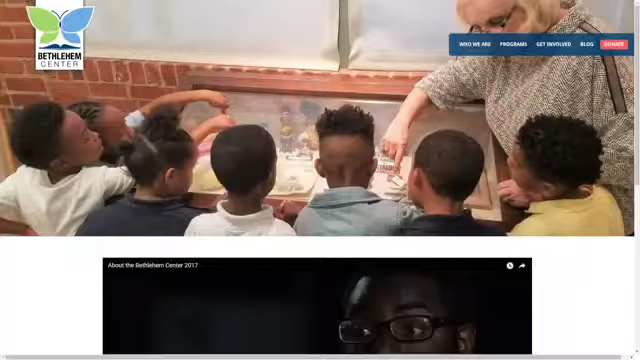 BETHLEHEM
CENTER
WHO WE ARE PROGRAMS GET INVOLVED BLOG DONATE
About the Bethlehem Center 2017